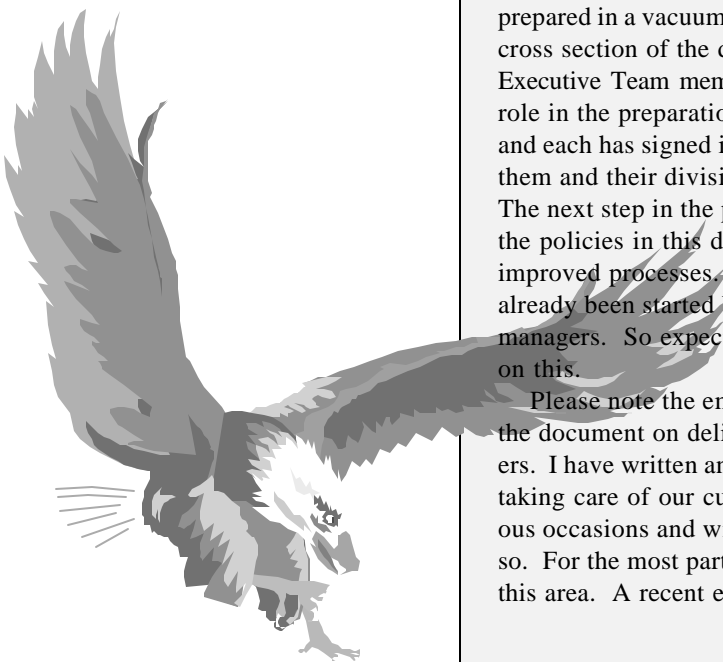 prepared in a vacuum
cross section of the
Executive Team mem
role in the preparatio
and each has signed i
them and their divisi
The next step in the
the policies in this d
improved processes.
already been started
managers. So expec
on this.
Please note the en
the document on deli
ers. I have written an
taking care of our cu
ous occasions and wi
so. For the most part
this area. A recent e